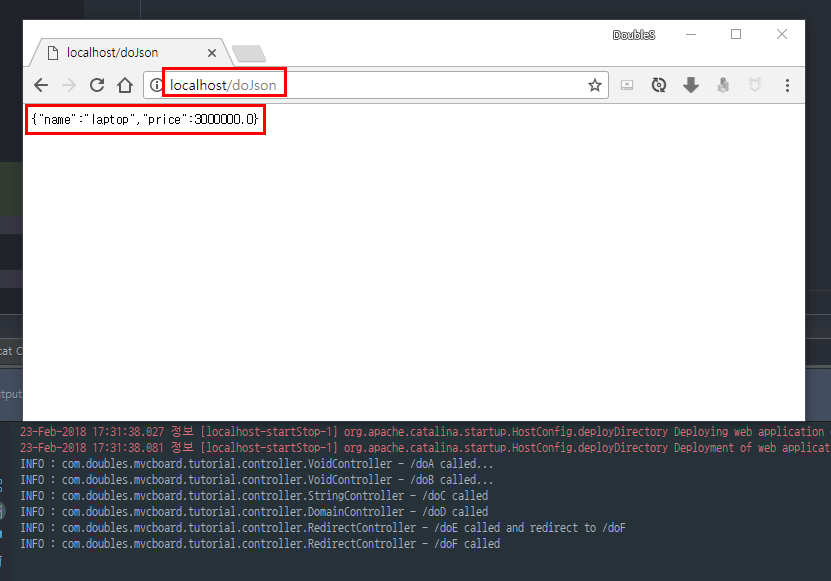 DoubleS
localhost/doJson
localhost/doJson
{"name":"laptop","price":3000000.0}
cat C
utput
23-Feb-2018 17:31:38.027 정보 [localhost-startStop-1] org.apache.catalina.startup.HostConfig.deployDirectory Deploying web application
23-Feb-2018 17:31:38.081 정보 [localhost-startStop-1] org.apache.catalina.startup.HostConfig.deployDirectory Deployment of web applicat
INFO : com.doubles.mvcboard.tutorial.controller.VoidController - /doA called...
INFO : com.doubles.mvcboard.tutorial.controller.VoidController - /doB called...
INFO : com.doubles.mvcboard.tutorial.controller.StringController - /doC called
INFO : com.doubles.mvcboard.tutorial.controller.DomainController - /doD called
INFO : com.doubles.mvcboard.tutorial.controller.RedirectController - /doE called and redirect to /doF
INFO : com.doubles.mvcboard.tutorial.controller.RedirectController - /doF called